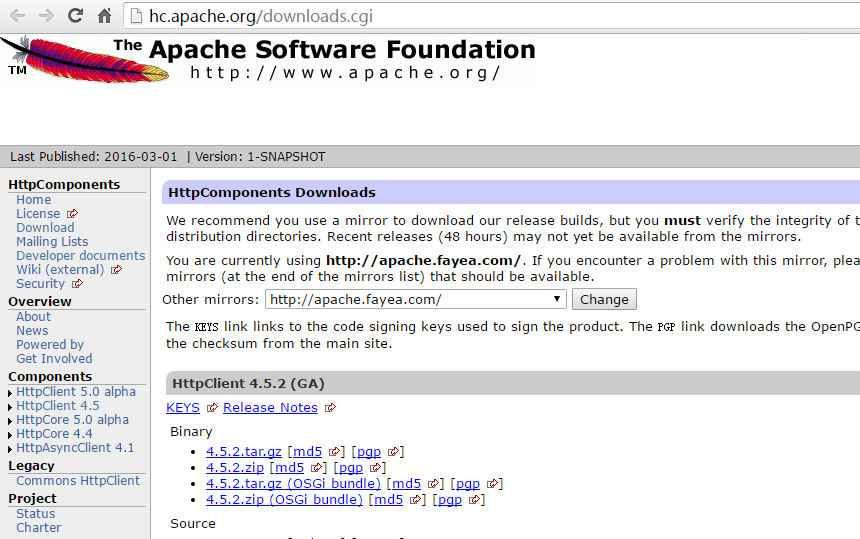 hc.apache.org/downloads.cgi
The Apache Software Foundation
TM
http://www.apache.org/
Last Published: 2016-03-01 | Version: 1-SNAPSHOT
HttpComponents
Home
License
Download
Mailing Lists
Developer documents
Wiki (external)
Security
Overview
About
News
Powered by
Get Involved
Components
HttpClient 5.0 alpha
HttpClient 4.5
HttpCore 5.0 alpha
HttpCore 4.4
HttpAsyncClient 4.1
Legacy
Commons HttpClient
Project
Status
Charter
HttpComponents Downloads
We recommend you use a mirror to download our release builds, but you must verify the integrity of t
distribution directories. Recent releases (48 hours) may not yet be available from the mirrors.
You are currently using http://apache.fayea.com/. If you encounter a problem with this mirror, plea
mirrors (at the end of the mirrors list) that should be available.
Other mirrors: http://apache.fayea.com/ Change
The KEYS link links to the code signing keys used to sign the product. The PGP link downloads the OpenPG
the checksum from the main site.
HttpClient 4.5.2 (GA)
KEYS Release Notes
Binary
4.5.2.tar.gz [md5] [pgp]
4.5.2.zip [md5] [pgp]
4.5.2.tar.gz (OSGi bundle) [md5] [pgp]
4.5.2.zip (OSGi bundle) [md5] [pgp]
Source